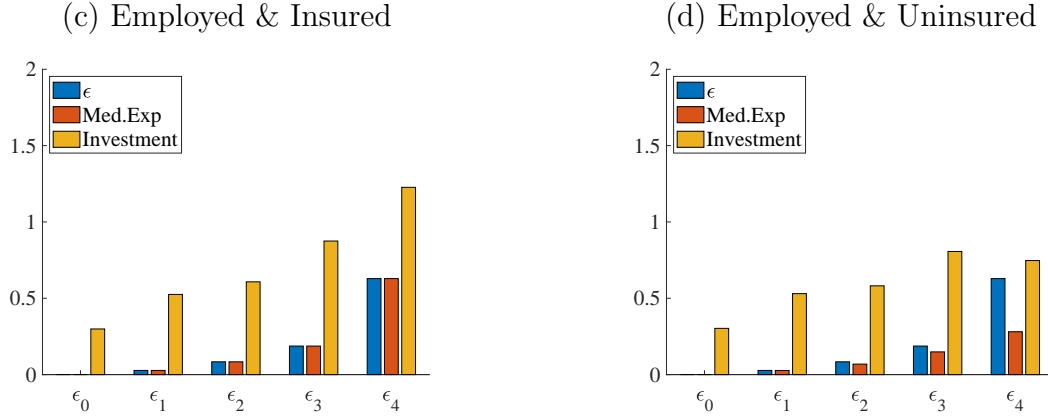 (c) Employed & Insured
2
1.5
1
0.5
0
ϵ
Med.Exp
Investment
ϵ0 ϵ1 ϵ2 ϵ3 ϵ4
(d) Employed & Uninsured
2
1.5
1
0.5
0
ϵ
Med.Exp
Investment
ϵ0 ϵ1 ϵ2 ϵ3 ϵ4